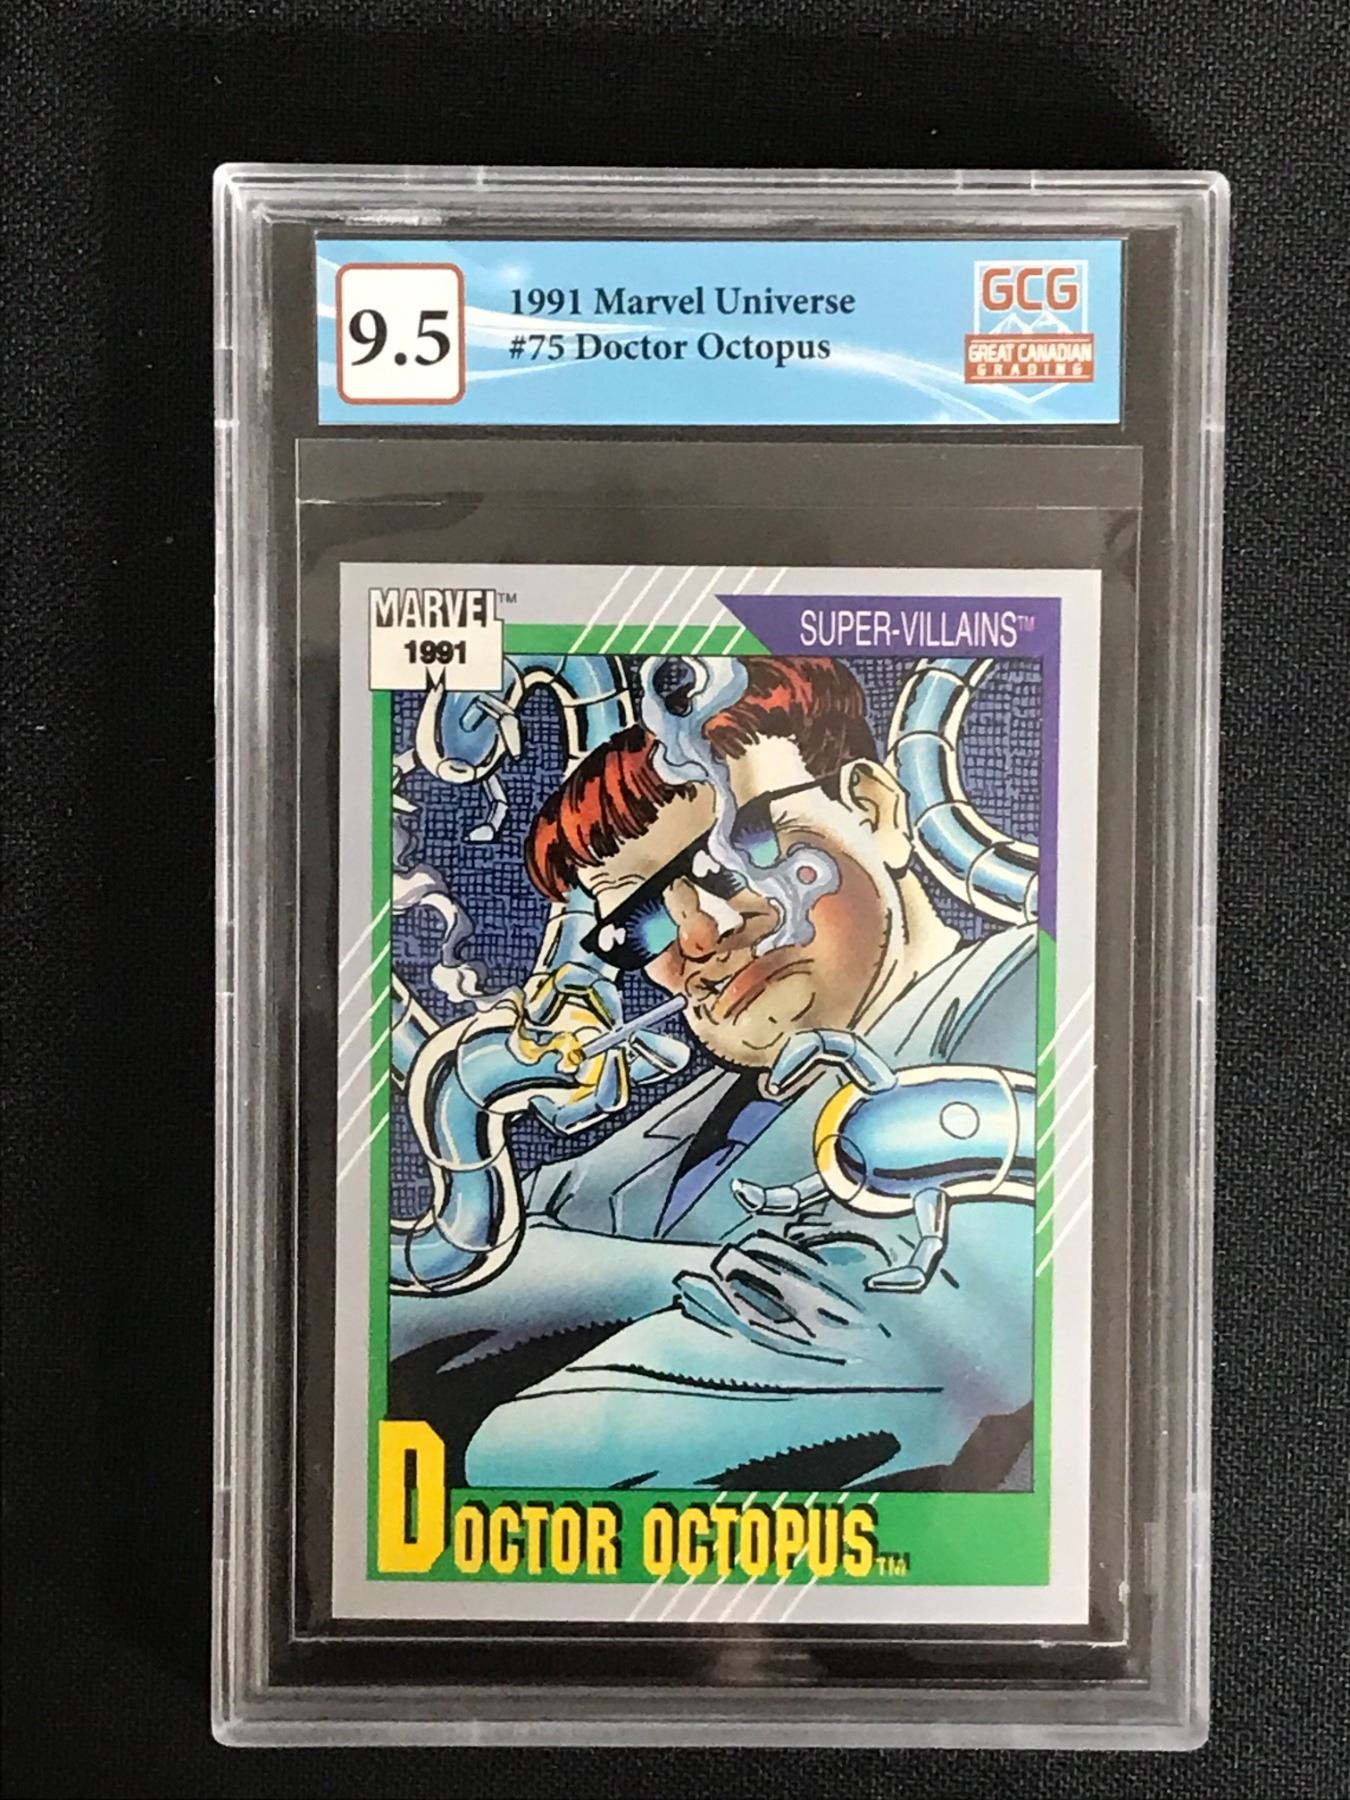 9.5
1991 Marvel Universe
#75 Doctor Octopus
GCG
GREAT CANADIAN
GRADING
MARVEL™
1991
SUPER-VILLAINS™
DOCTOR OCTOPUS™